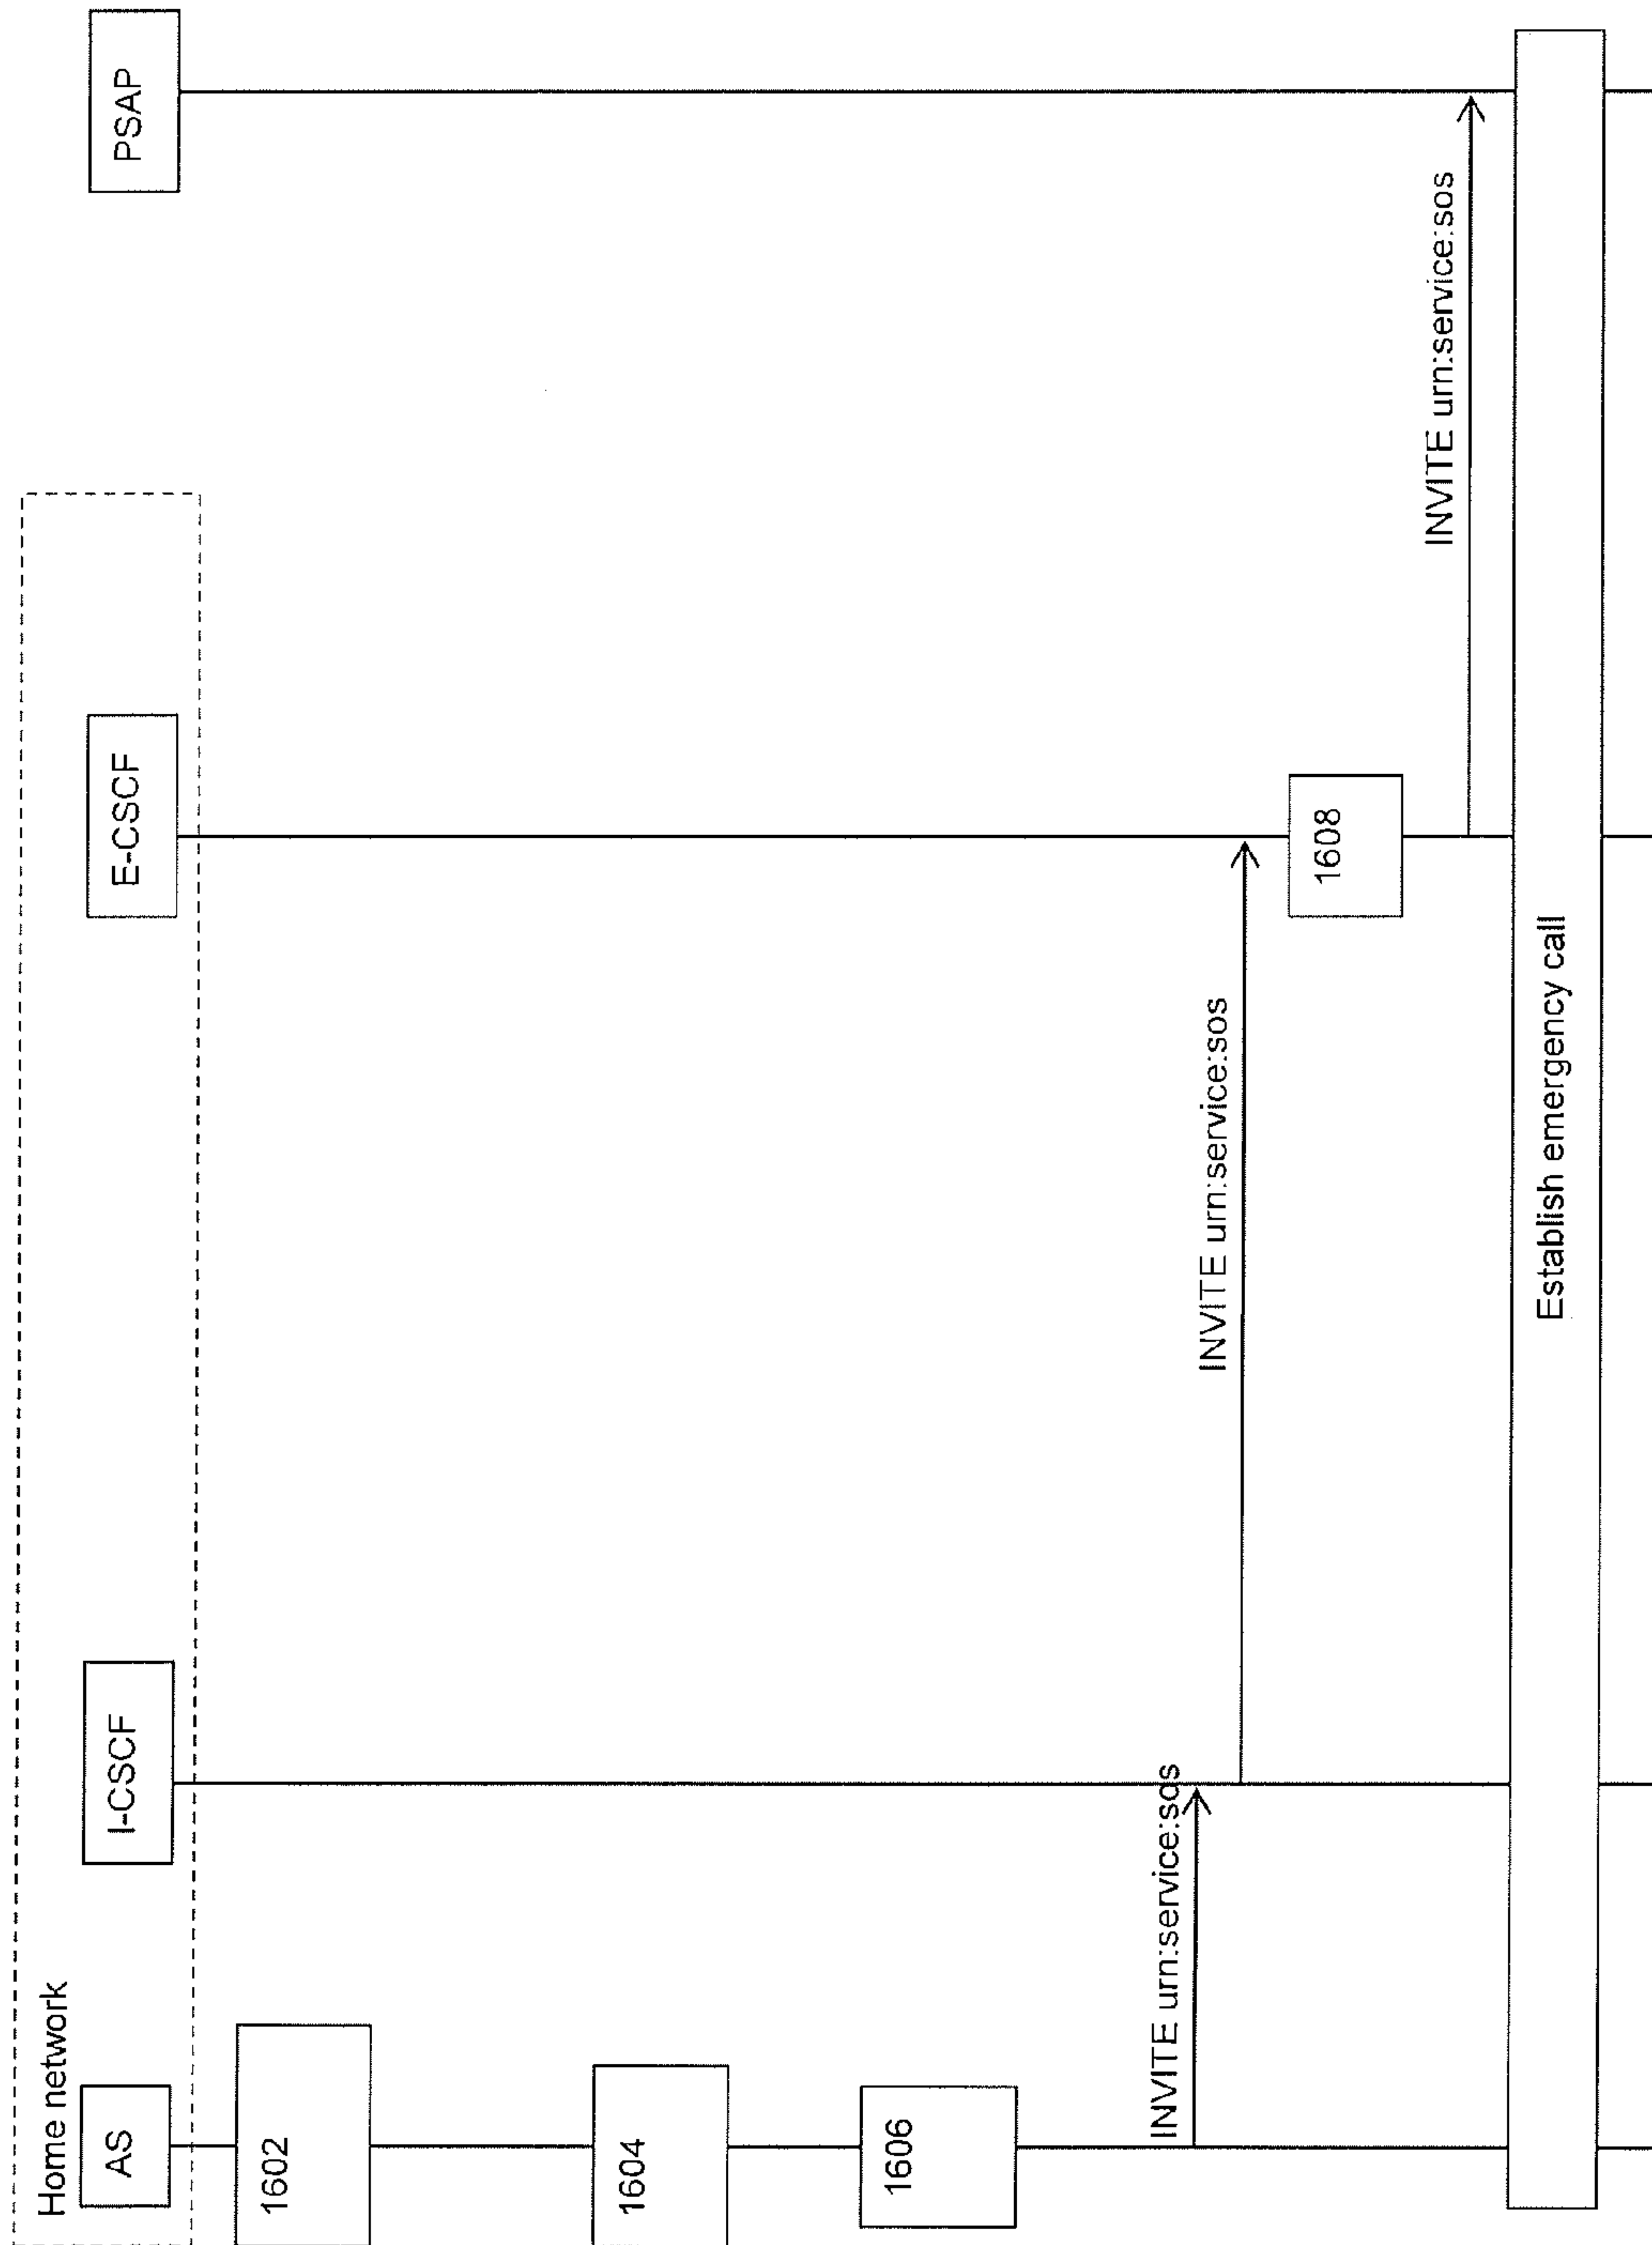 Home network
AS
I-CSCF
E-CSCF
PSAP
1602
1604
1606
INVITE urn:service:sos
INVITE urn:service:sos
1608
INVITE urn:service:sos
Establish emergency call